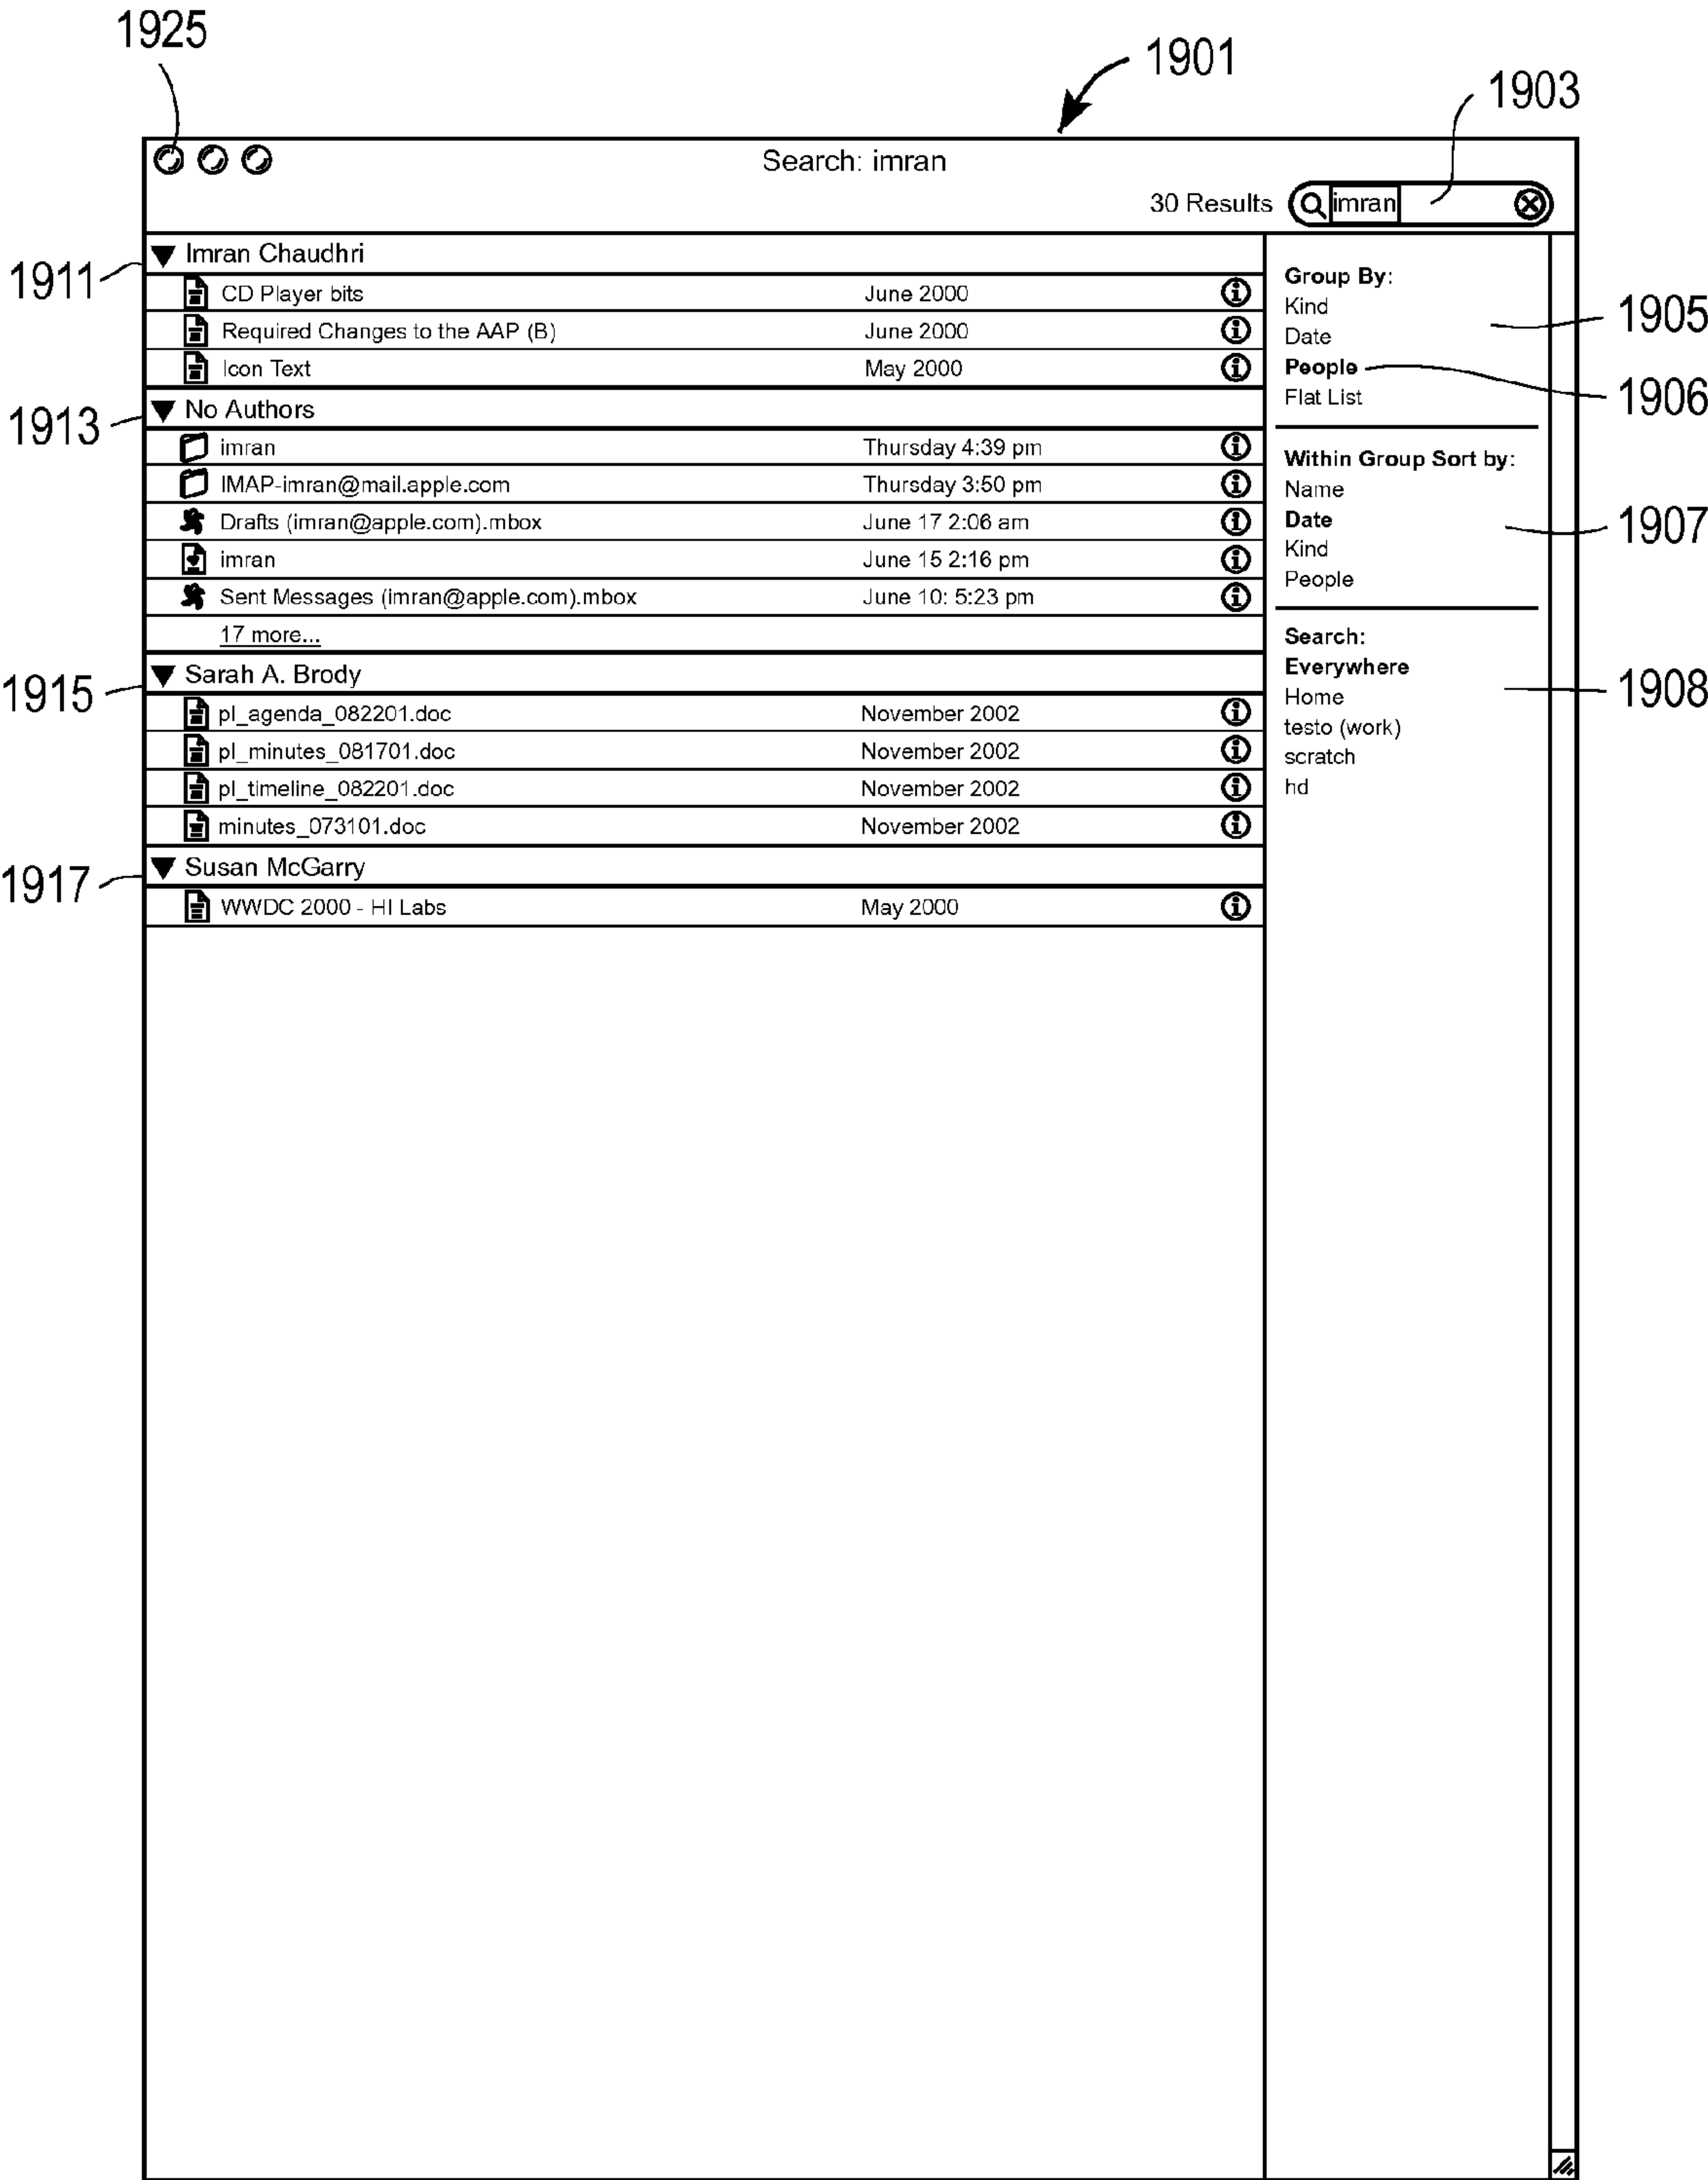 1925
1901
1903
Search: imran
30 Results imran
1911
Imran Chaudhri
CD Player bits June 2000
Required Changes to the AAP (B) June 2000
Icon Text May 2000
1913
No Authors
imran Thursday 4:39 pm
IMAP-imran@mail.apple.com Thursday 3:50 pm
Drafts (imran@apple.com).mbox June 17 2:06 am
imran June 15 2:16 pm
Sent Messages (imran@apple.com).mbox June 10: 5:23 pm
17 more...
1915
Sarah A. Brody
pl_agenda_082201.doc November 2002
pl_minutes_081701.doc November 2002
pl_timeline_082201.doc November 2002
minutes_073101.doc November 2002
1917
Susan McGarry
WWDC 2000 - HI Labs May 2000
Group By:
Kind
Date
People
Flat List
1905
1906
Within Group Sort by:
Name
Date
Kind
People
1907
Search:
Everywhere
Home
testo (work)
scratch
hd
1908